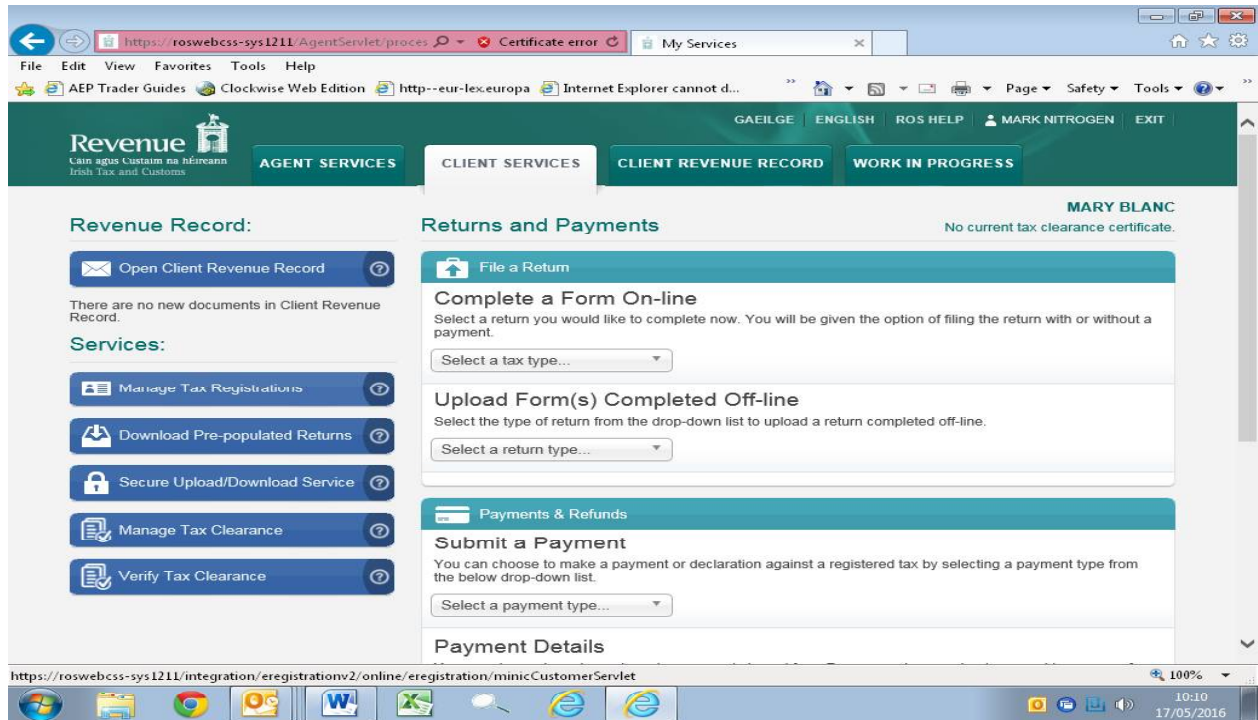 https://roswebcss-sys1211/AgentServlet/proces
Certificate error
My Services
File Edit View Favorites Tools Help
AEP Trader Guides Clockwise Web Edition http--eur-lex.europa Internet Explorer cannot d... Page Safety Tools
GAEILGE ENGLISH ROS HELP MARK NITROGEN EXIT
Revenue
Cáin agus Custaim na hÉireann
Irish Tax and Customs
AGENT SERVICES CLIENT SERVICES CLIENT REVENUE RECORD WORK IN PROGRESS
MARY BLANC
No current tax clearance certificate.
Revenue Record:
Open Client Revenue Record
There are no new documents in Client Revenue
Record.
Services:
Manage Tax Registrations
Download Pre-populated Returns
Secure Upload/Download Service
Manage Tax Clearance
Verify Tax Clearance
Returns and Payments
File a Return
Complete a Form On-line
Select a return you would like to complete now. You will be given the option of filing the return with or without a
payment.
Select a tax type...
Upload Form(s) Completed Off-line
Select the type of return from the drop-down list to upload a return completed off-line.
Select a return type...
Payments & Refunds
Submit a Payment
You can choose to make a payment or declaration against a registered tax by selecting a payment type from
the below drop-down list.
Select a payment type...
Payment Details
https://roswebcss-sys1211/integration/eregistrationv2/online/eregistration/minicCustomerServlet
100%
10:10
17/05/2016